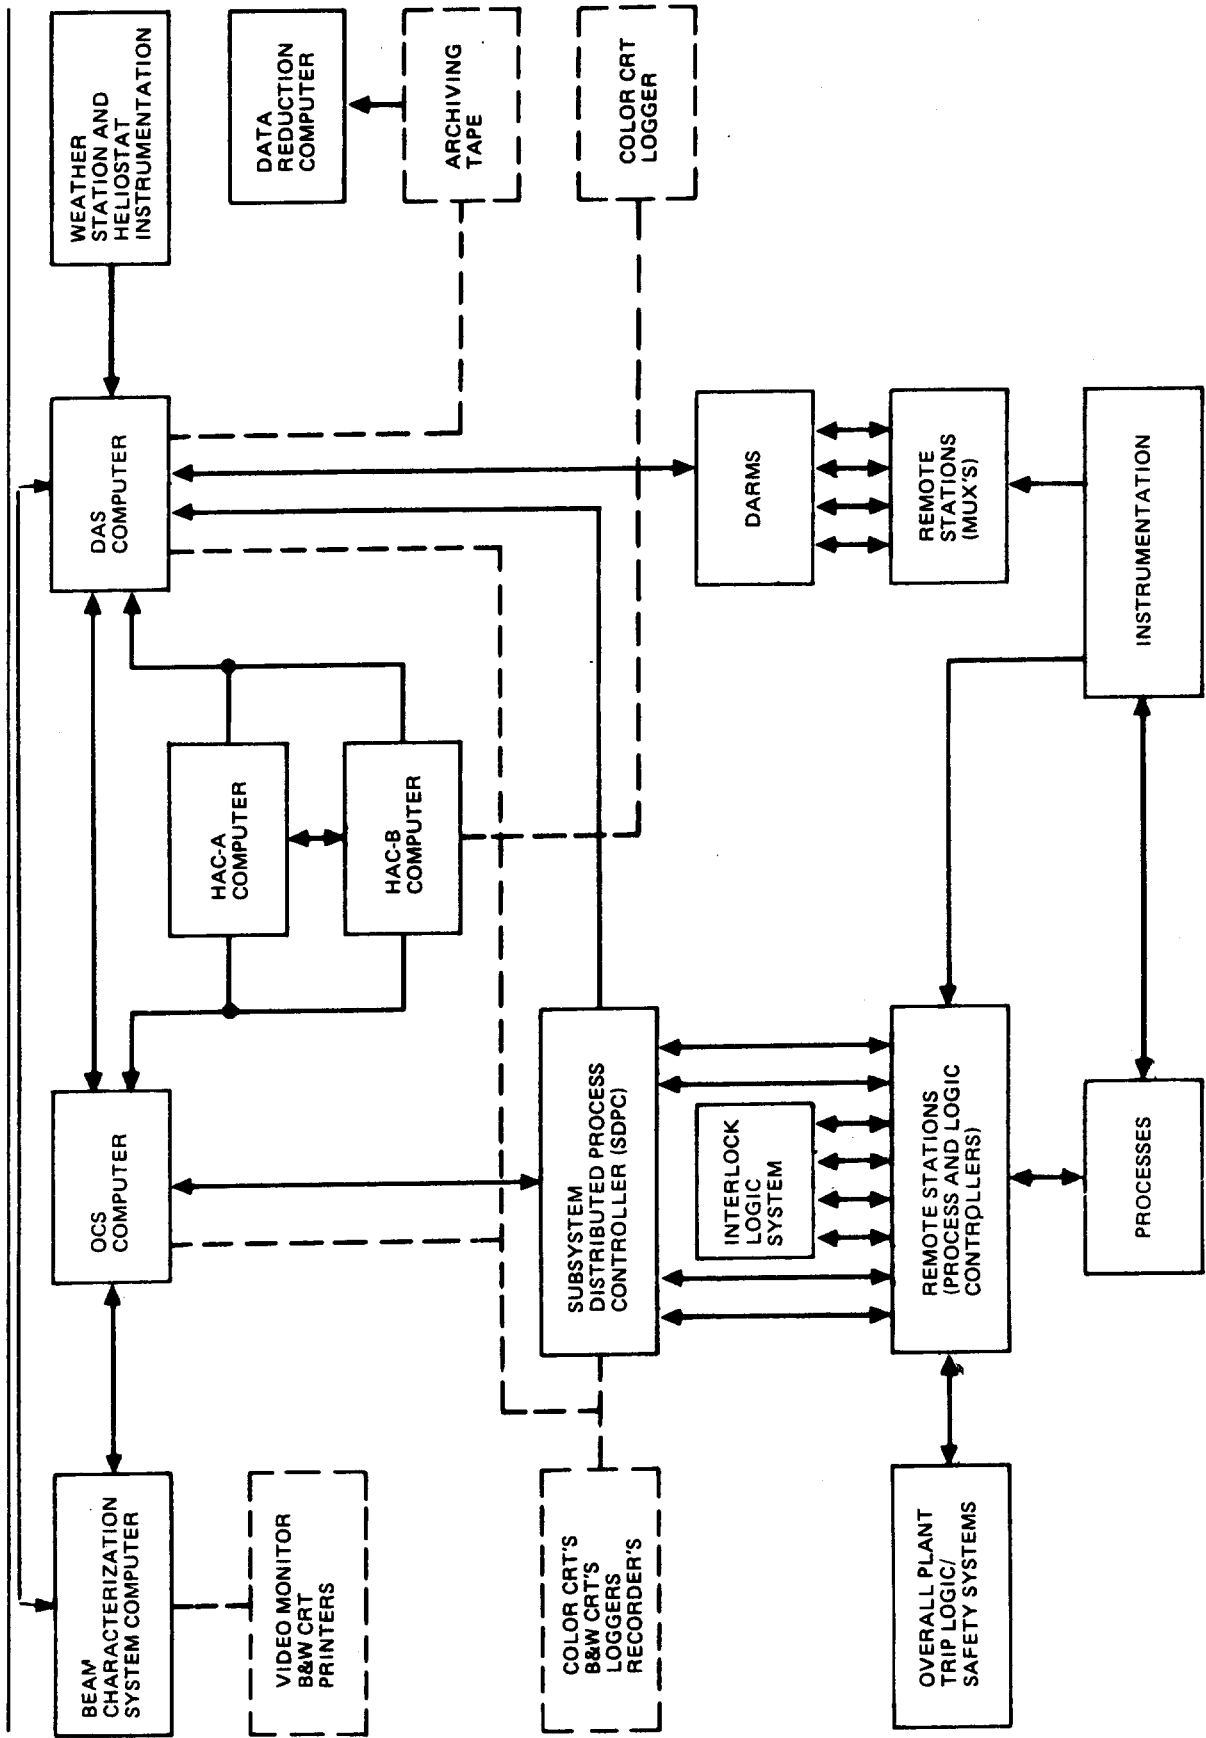 BEAM
CHARACTERIZATION
SYSTEM COMPUTER
OCS
COMPUTER
DAS
COMPUTER
WEATHER
STATION AND
HELIOSTAT
INSTRUMENTATION
VIDEO MONITOR
B&W CRT
PRINTERS
HAC-A
COMPUTER
HAC-B
COMPUTER
DATA
REDUCTION
COMPUTER
ARCHIVING
TAPE
COLOR CRT'S
B&W CRT'S
LOGGERS
RECORDER'S
SUBSYSTEM
DISTRIBUTED PROCESS
CONTROLLER (SDPC)
COLOR CRT
LOGGER
INTERLOCK
LOGIC
SYSTEM
DARMS
OVERALL PLANT
TRIP LOGIC/
SAFETY SYSTEMS
REMOTE STATIONS
(PROCESS AND LOGIC
CONTROLLERS)
REMOTE
STATIONS
(MUX'S)
PROCESSES
INSTRUMENTATION